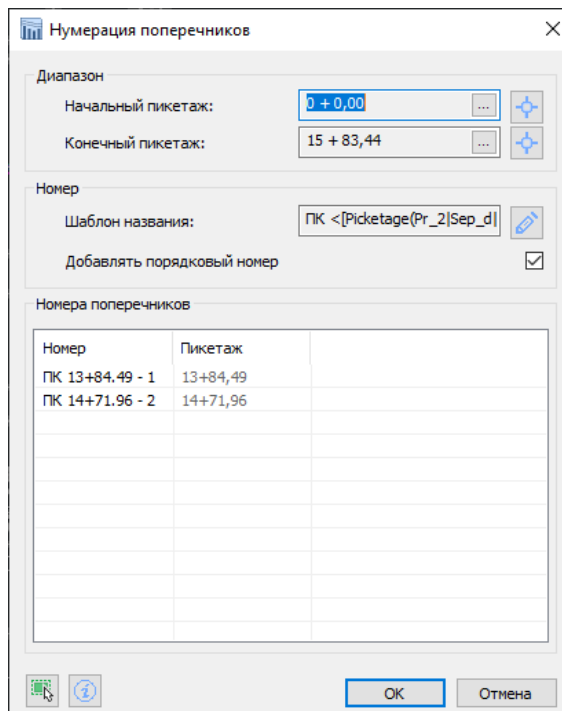 Нумерация поперечников
Диапазон
Начальный пикетаж: 0 + 0,00 ...
Конечный пикетаж: 15 + 83,44 ...
Номер
Шаблон названия: ПК <[Picketage(Pr_2|Sep_d|
Добавлять порядковый номер
Номера поперечников
Номер Пикетаж
ПК 13+84.49 - 1 13+84,49
ПК 14+71.96 - 2 14+71,96
ОК Отмена